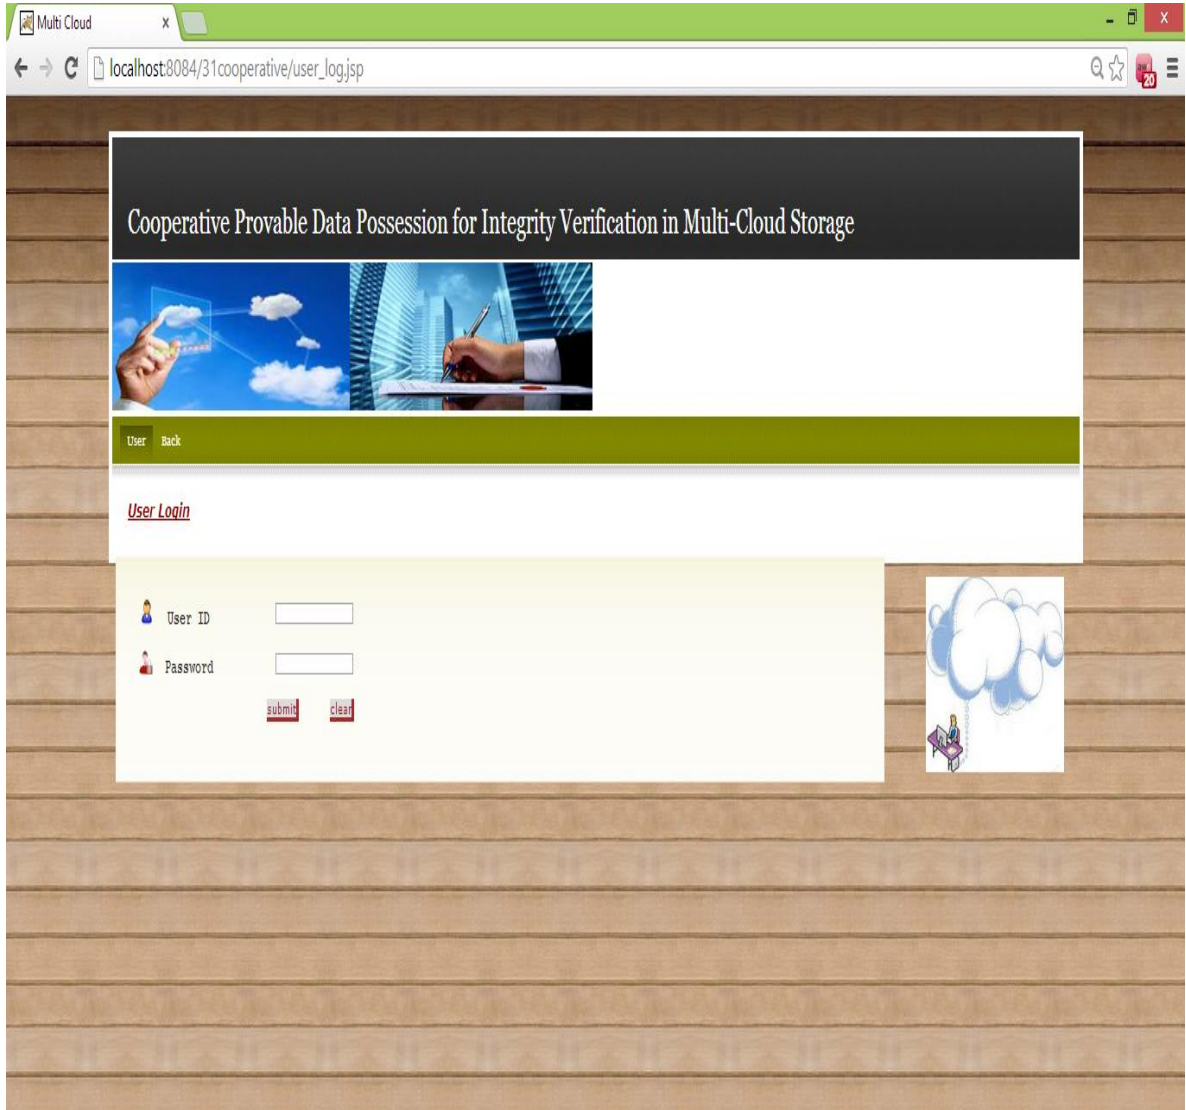 Multi Cloud
localhost:8084/31cooperative/user_log.jsp
20
Cooperative Provable Data Possession for Integrity Verification in Multi-Cloud Storage
User Back
User Login
User ID
Password
submit clear